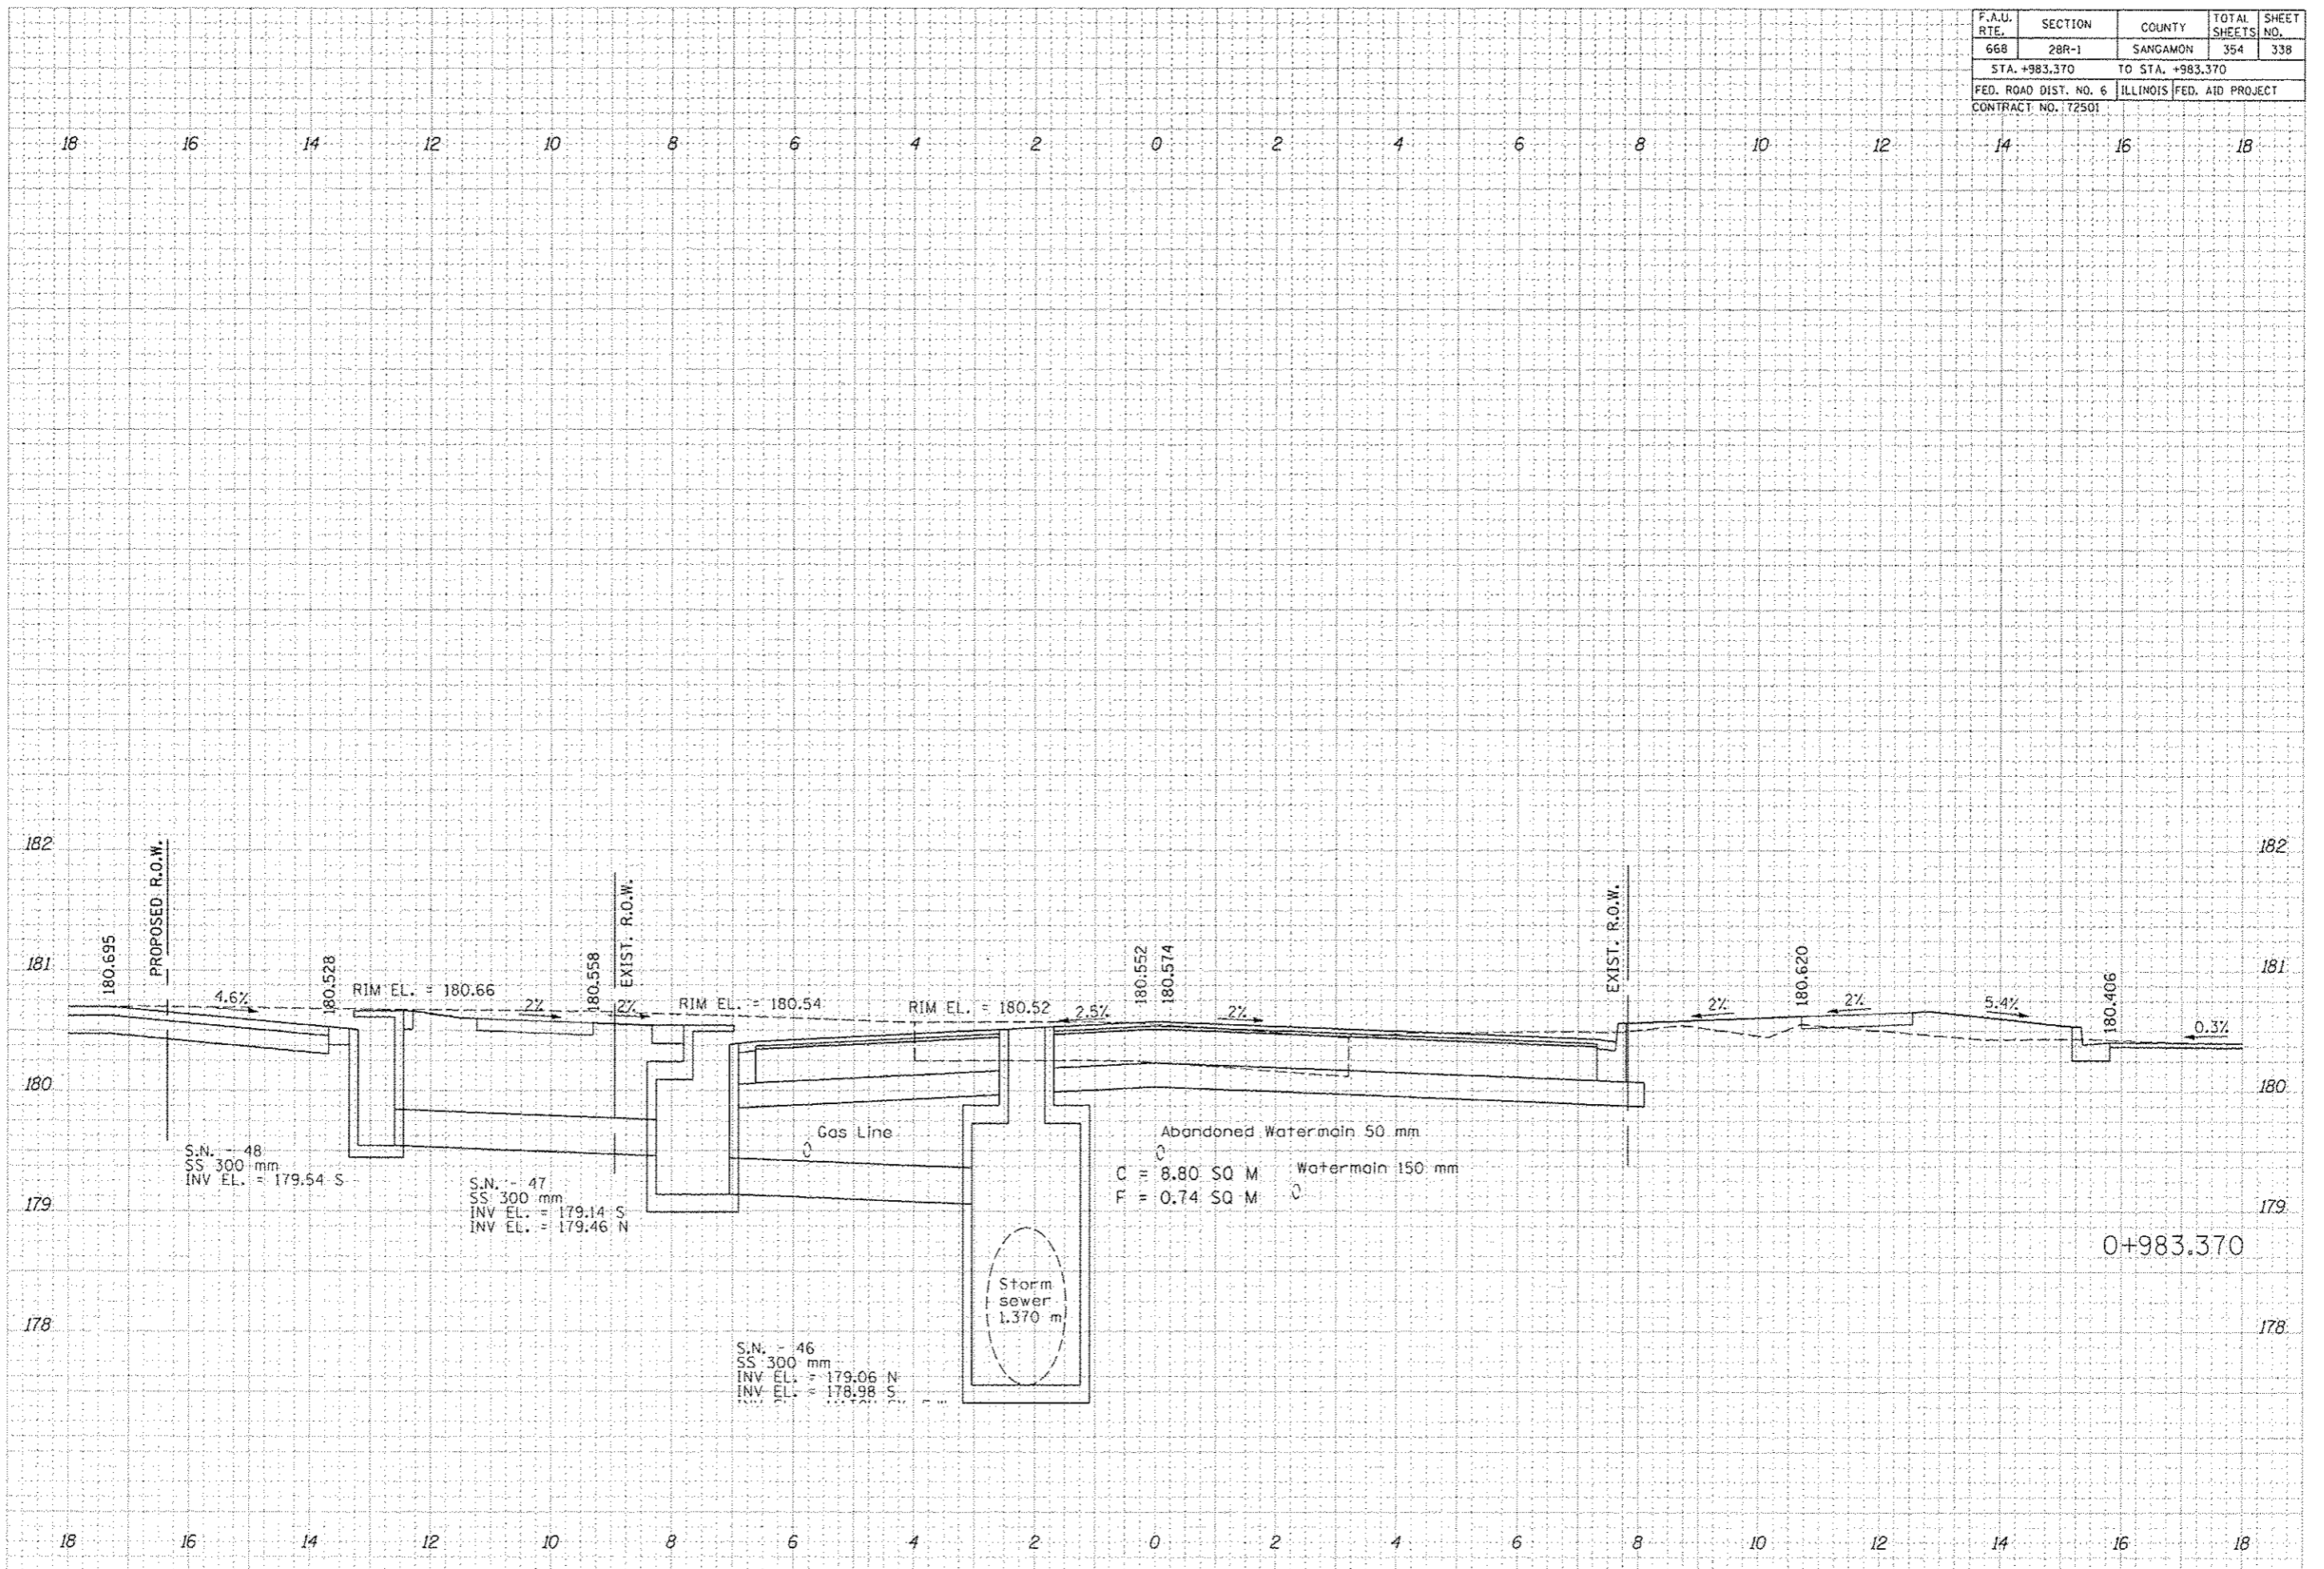 F.A.U. RTE. SECTION COUNTY TOTAL SHEETS SHEET NO.
668 28R-1 SANGAMON 354 338
STA. +983.370 TO STA. +983.370
FED. ROAD DIST. NO. 6 ILLINOIS FED. AID PROJECT
CONTRACT NO. 72501
18 16 14 12 10 8 6 4 2 0 2 4 6 8 10 12 14 16 18
182 182
PROPOSED R.O.W.
EXIST. R.O.W.
EXIST. R.O.W.
181 181
180.695
180.528
180.558
180.552
180.574
180.620
180.406
4.6%
RIM EL. = 180.66
2%
2%
RIM EL. = 180.54
RIM EL. = 180.52
2.5%
2%
2%
2%
5.4%
0.3%
180 180
Gas Line
Abandoned Watermain 50 mm
C = 8.80 SQ M
Watermain 150 mm
F = 0.74 SQ M
S.N. - 48
SS 300 mm
INV EL. = 179.54 S
S.N. - 47
SS 300 mm
INV EL. = 179.14 S
INV EL. = 179.46 N
179 179
0+983.370
Storm
sewer
1.370 m
178 178
S.N. - 46
SS 300 mm
INV EL. = 179.06 N
INV EL. = 178.98 S
18 16 14 12 10 8 6 4 2 0 2 4 6 8 10 12 14 16 18